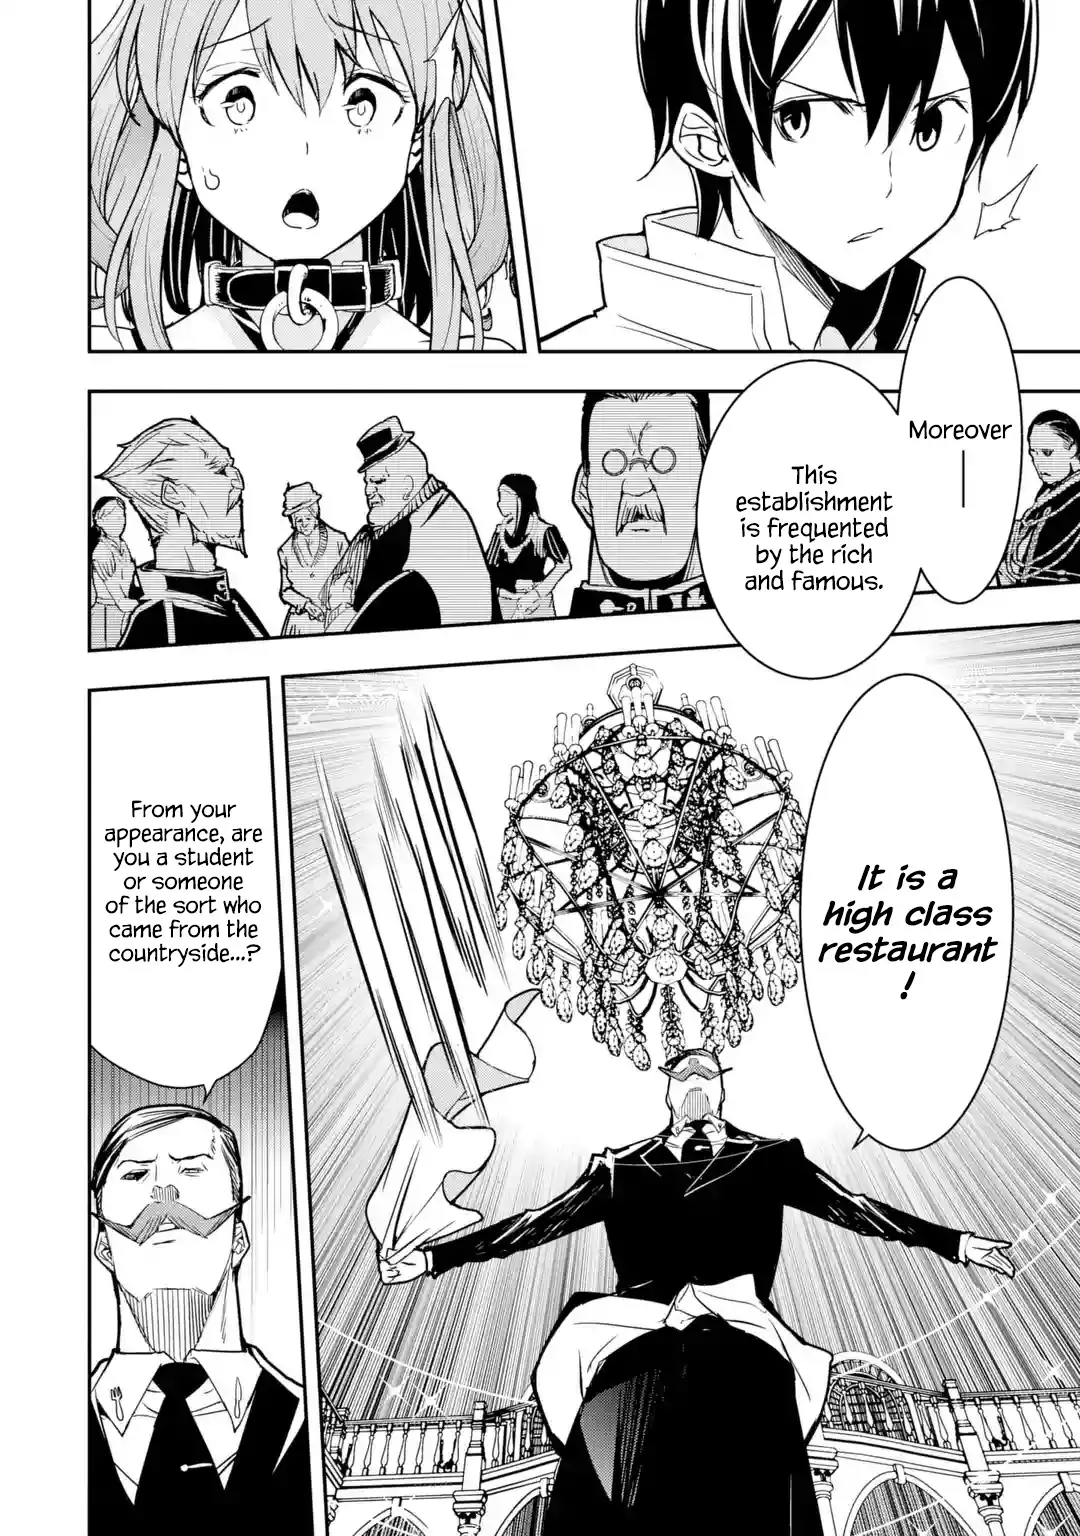 Moreover
—
This
establishment
is frequented
by the rich
and famous.
It is a
high class
restaurant
!
From your
appearance, are
you a student
or someone
of the sort who
came from the
countryside...?